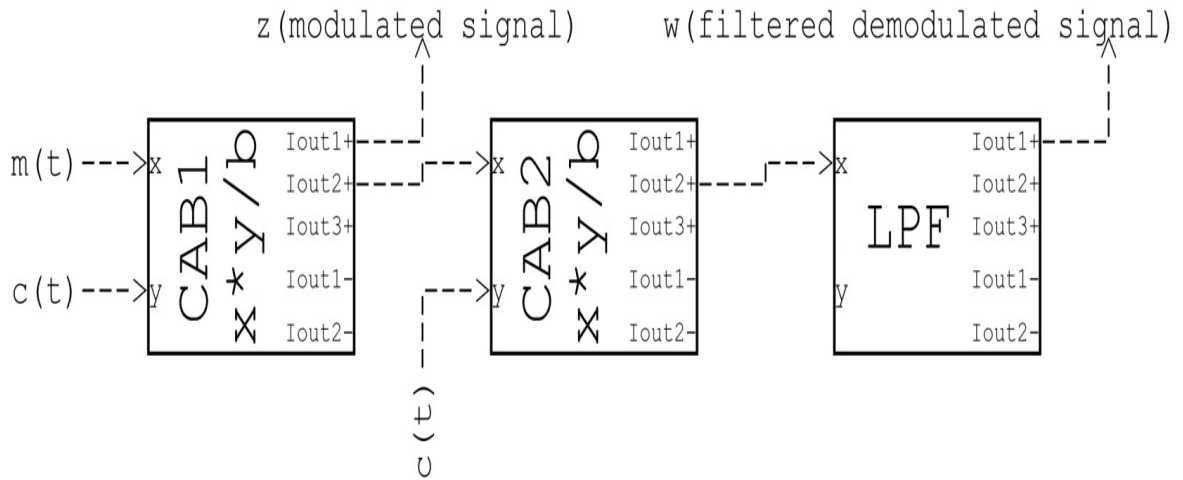 z(modulated signal)
w(filtered demodulated signal)
m(t)
c(t)
x
y
CAB1
x*y/b
Iout1+
Iout2+
Iout3+
Iout1-
Iout2-
c(t)
x
y
CAB2
x*y/b
Iout1+
Iout2+
Iout3+
Iout1-
Iout2-
x
y
LPF
Iout1+
Iout2+
Iout3+
Iout1-
Iout2-